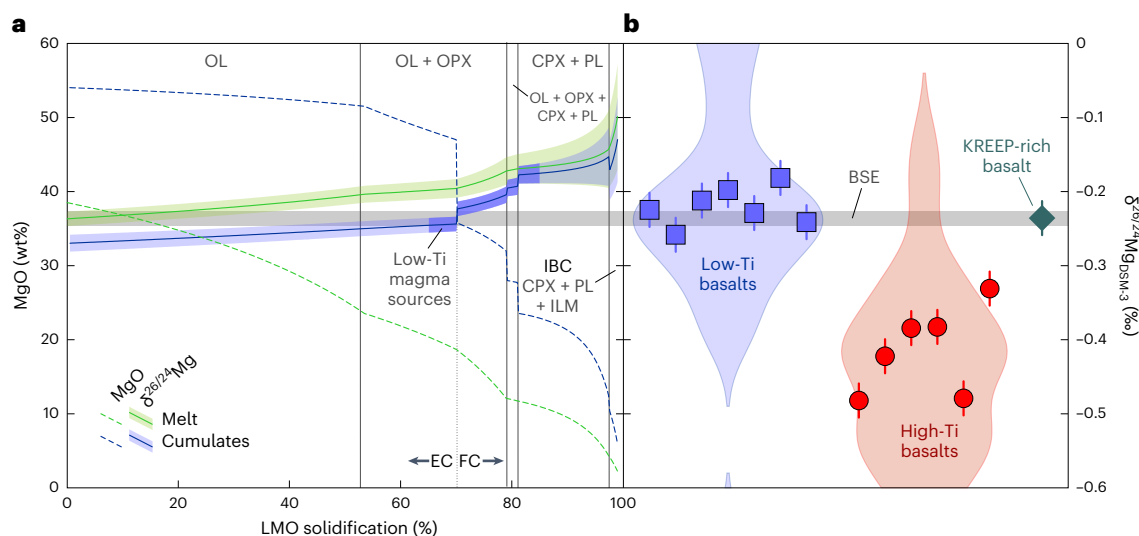 a
b
60
50
40
30
20
10
0
MgO (wt%)
OL
OL + OPX
CPX + PL
OL + OPX +
CPX + PL
Low-Ti
magma
sources
IBC
CPX + PL
+ ILM
MgO
δ26/24Mg
Melt
Cumulates
EC FC
0
20
40
60
80
100
LMO solidification (%)
Low-Ti
basalts
BSE
KREEP-rich
basalt
High-Ti
basalts
0
–0.1
–0.2
–0.3
–0.4
–0.5
–0.6
δ26/24MgDSM-3 (‰)